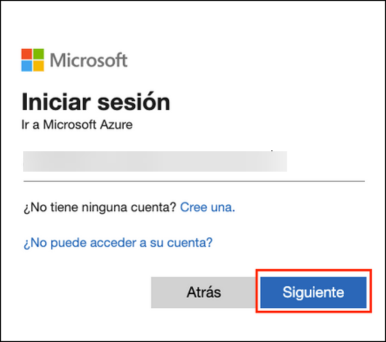 Microsoft
Iniciar sesión
Ir a Microsoft Azure
¿No tiene ninguna cuenta? Cree una.
¿No puede acceder a su cuenta?
Atrás
Siguiente